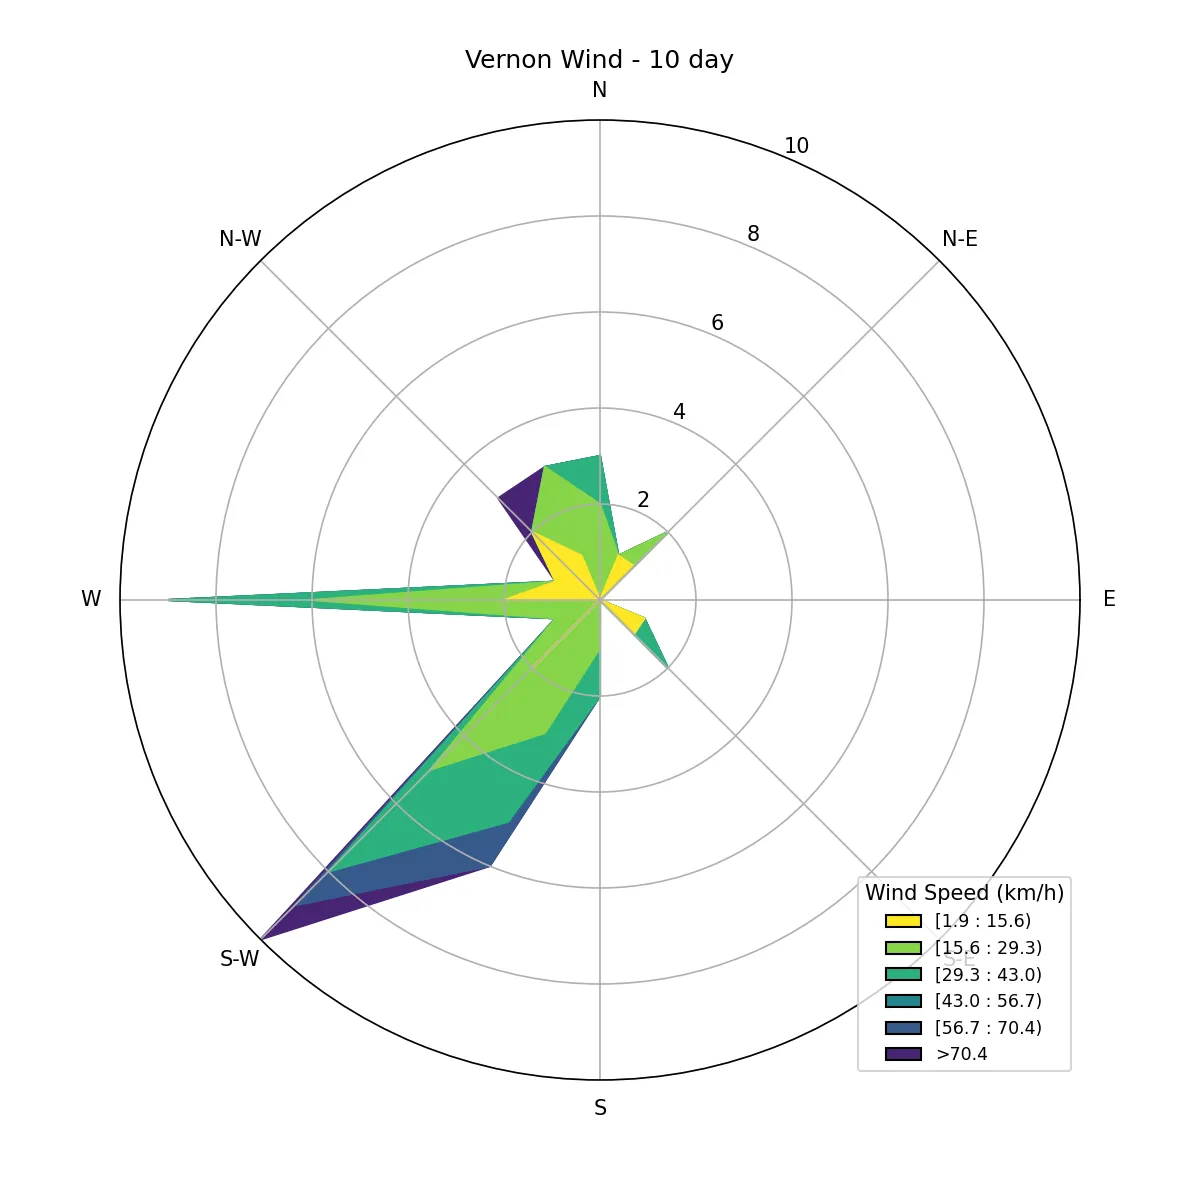 Vernon Wind - 10 day
N
10
N-W
8
N-E
6
4
2
W
E
S-W
S-E
Wind Speed (km/h)
[1.9 : 15.6)
[15.6 : 29.3)
[29.3 : 43.0)
[43.0 : 56.7)
[56.7 : 70.4)
>70.4
S